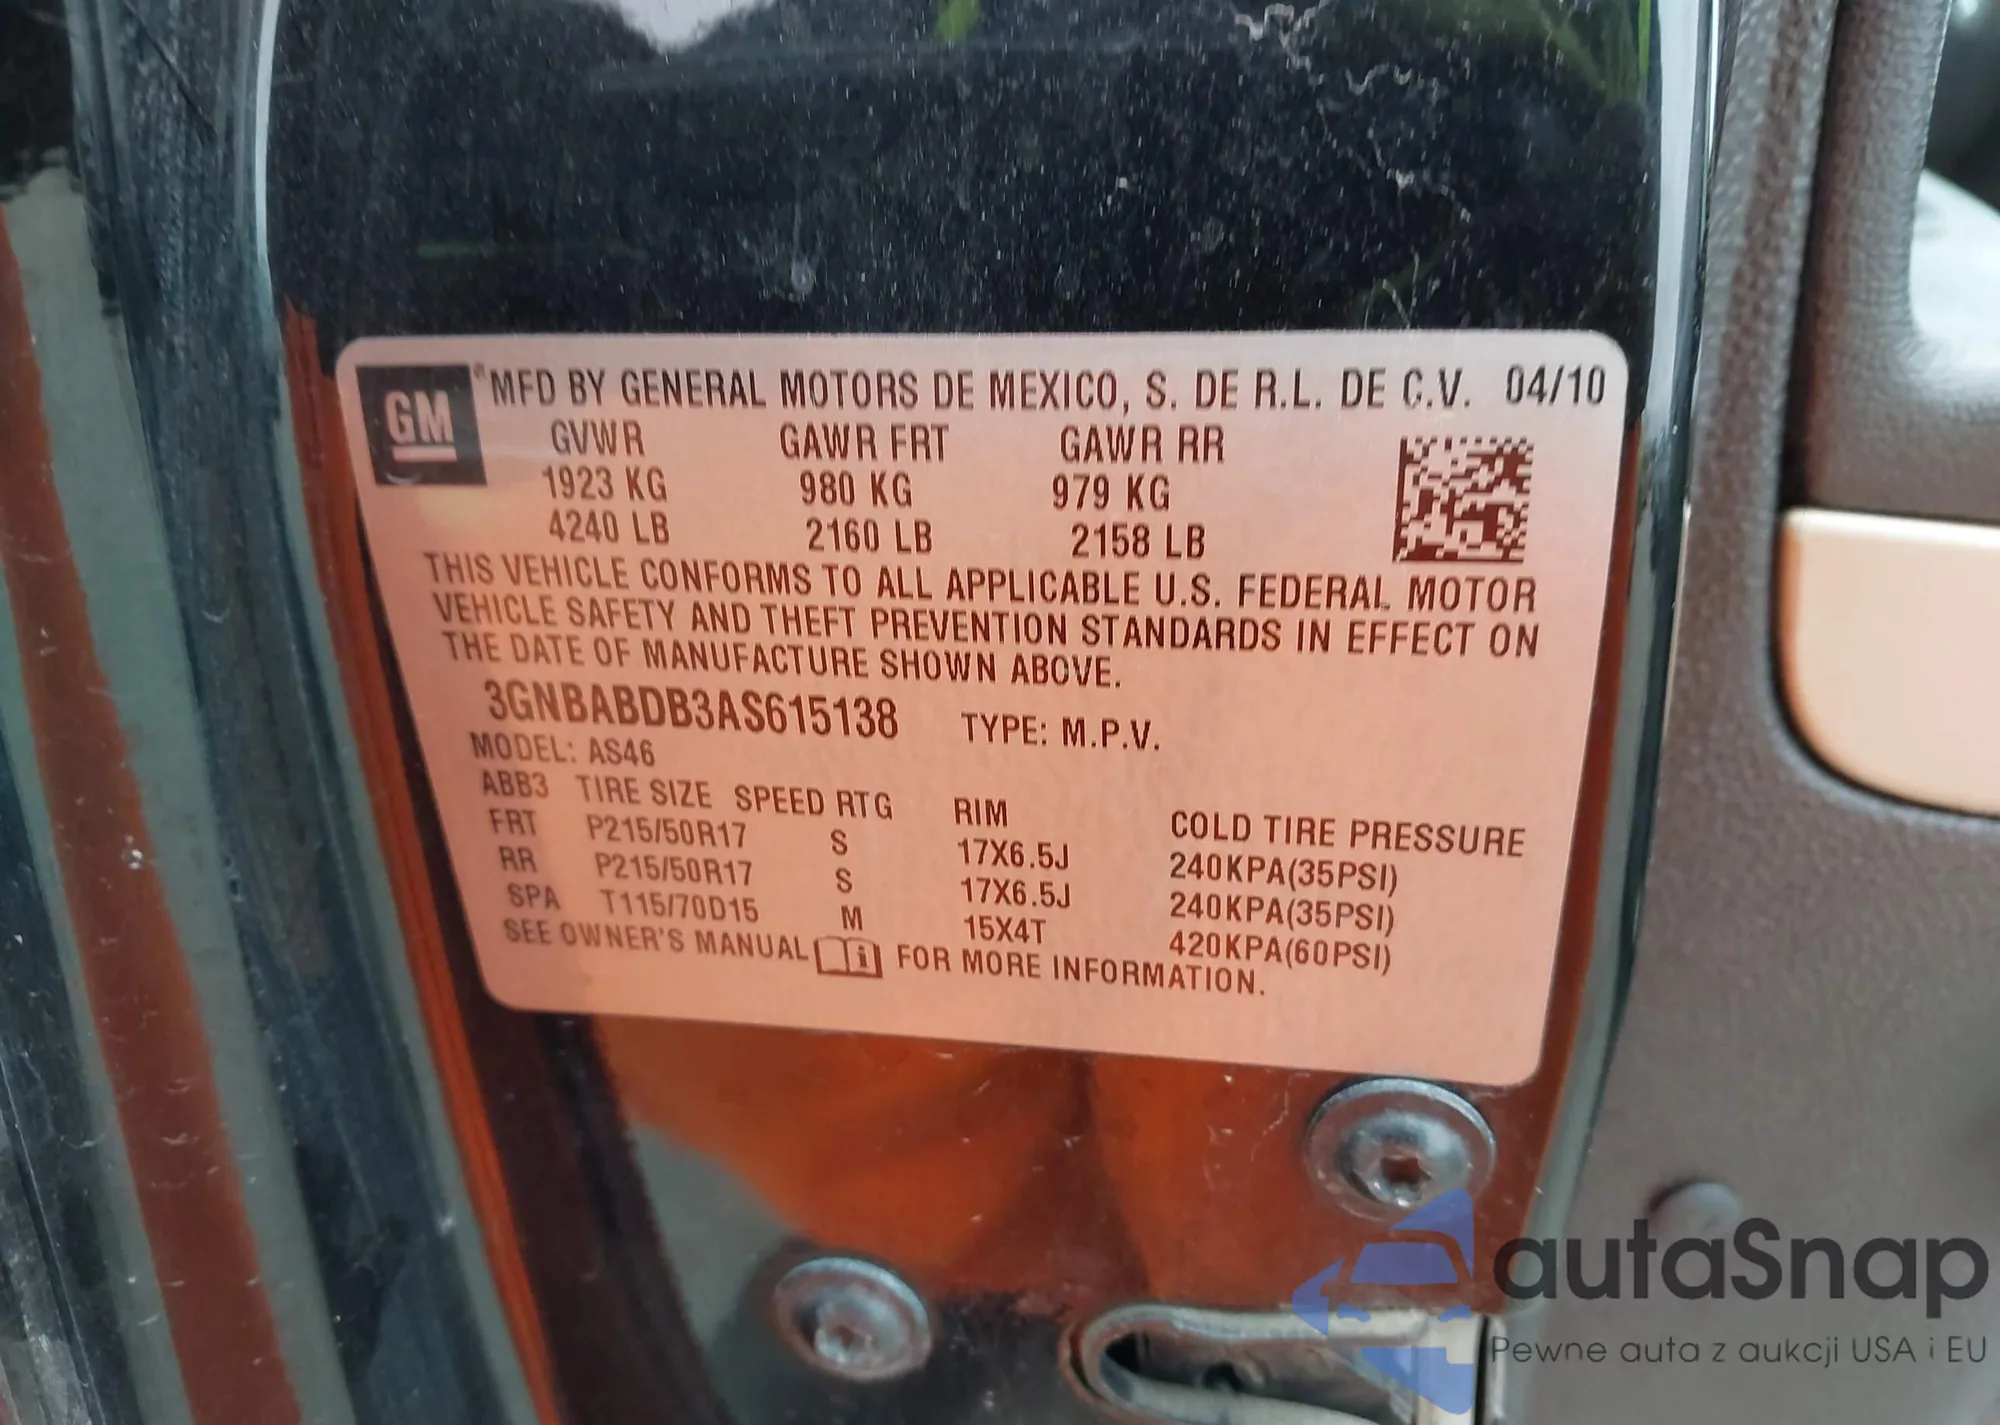 GM ® MFD BY GENERAL MOTORS DE MEXICO, S. DE R.L. DE C.V. 04/10
GVWR GAWR FRT GAWR RR
1923 KG 980 KG 979 KG
4240 LB 2160 LB 2158 LB
THIS VEHICLE CONFORMS TO ALL APPLICABLE U.S. FEDERAL MOTOR
VEHICLE SAFETY AND THEFT PREVENTION STANDARDS IN EFFECT ON
THE DATE OF MANUFACTURE SHOWN ABOVE.
3GNBABDB3AS615138 TYPE: M.P.V.
MODEL: AS46
ABB3 TIRE SIZE SPEED RTG RIM COLD TIRE PRESSURE
FRT P215/50R17 S 17X6.5J 240KPA(35PSI)
RR P215/50R17 S 17X6.5J 240KPA(35PSI)
SPA T115/70D15 M 15X4T 420KPA(60PSI)
SEE OWNER'S MANUAL i FOR MORE INFORMATION.
autaSnap
Pewne auta z aukcji USA i EU